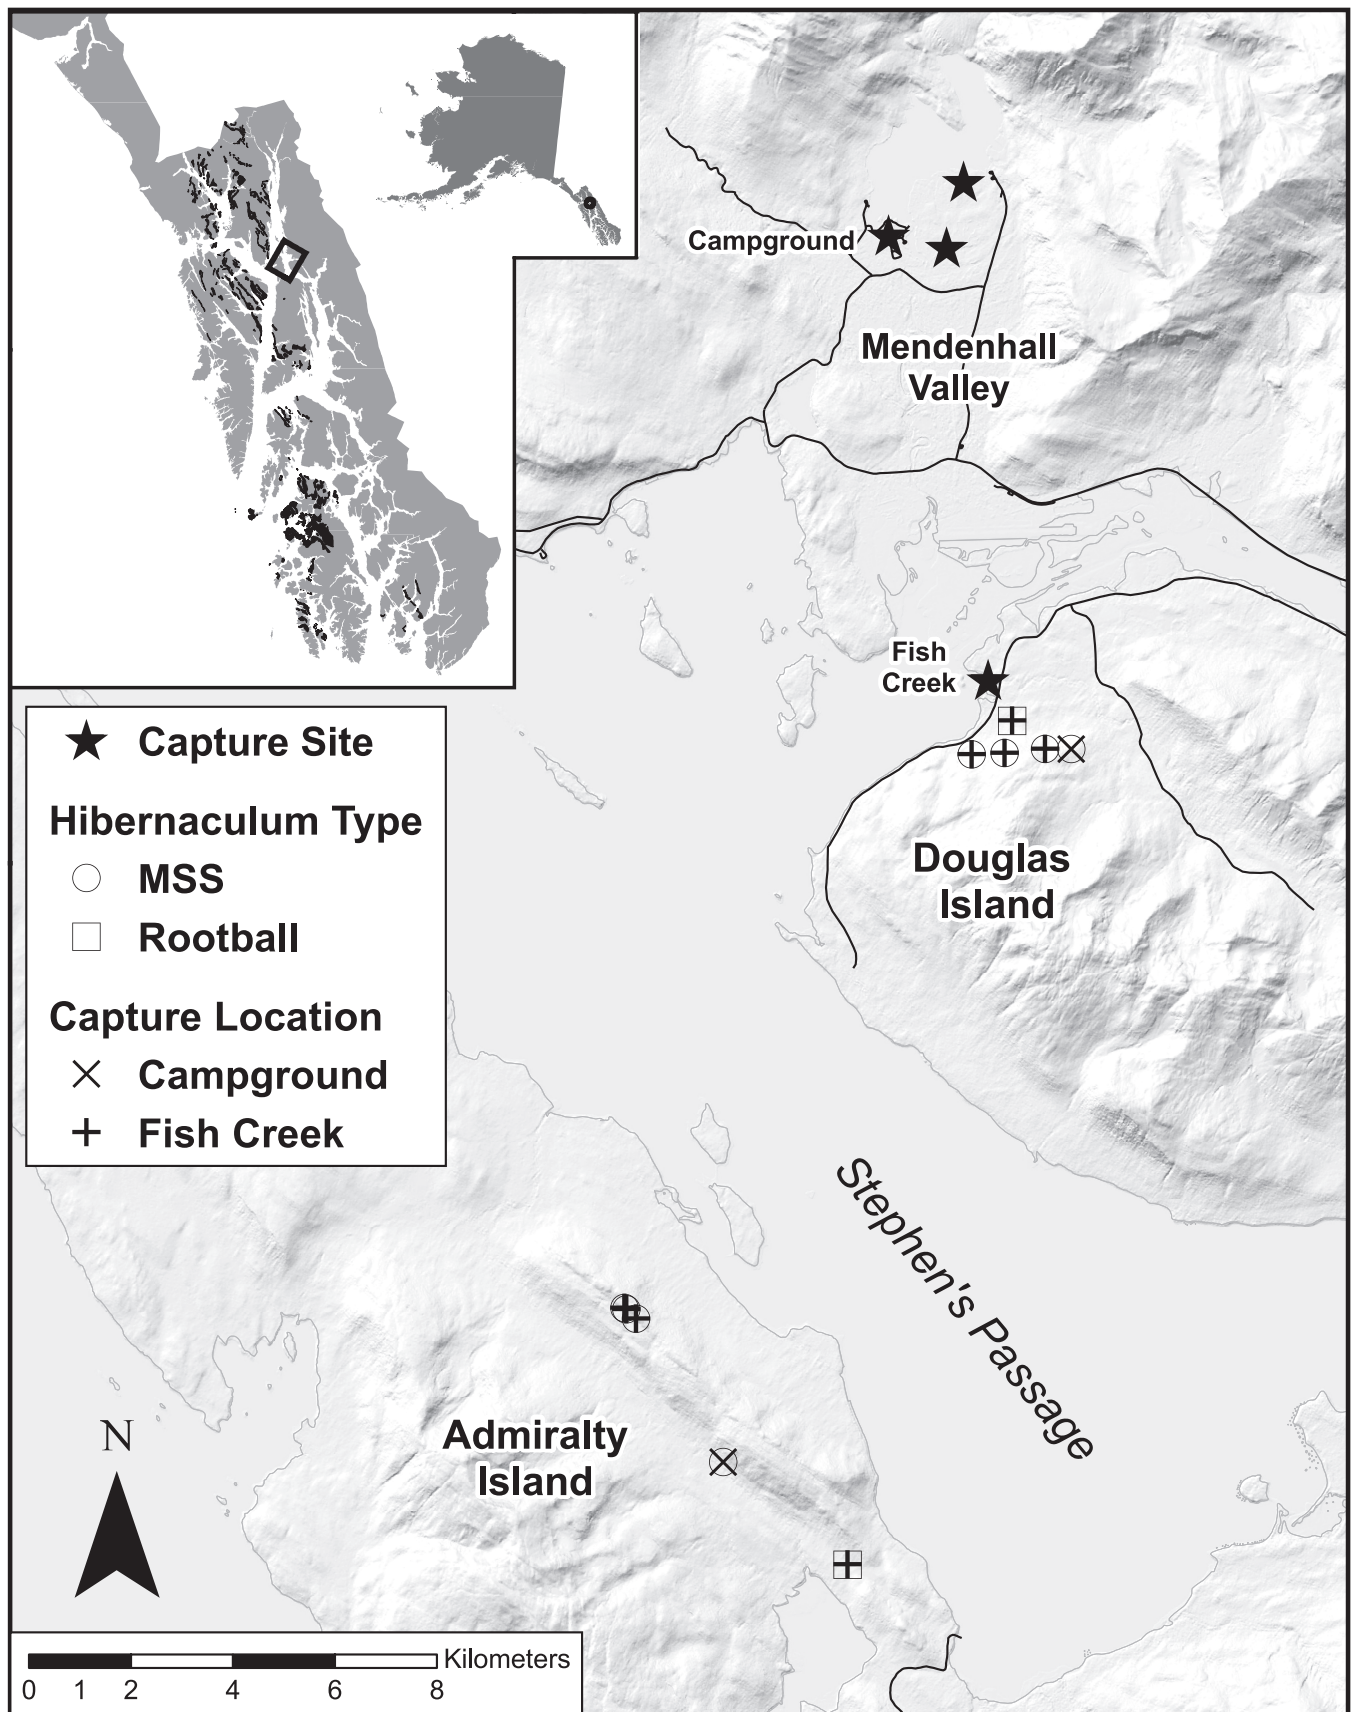 Campground
Mendenhall
Valley
Fish
Creek
Capture Site
Hibernaculum Type
MSS
Rootball
Capture Location
Campground
Fish Creek
Douglas
Island
Stephen's Passage
Admiralty
Island
N
Kilometers
0 1 2 4 6 8